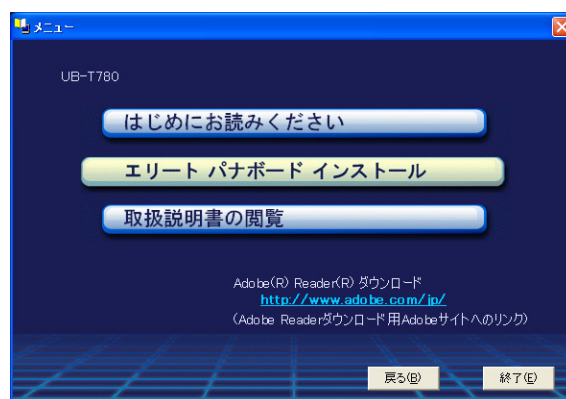 メニュー
UB-T780
はじめにお読みください
エリート パナボード インストール
取扱説明書の閲覧
Adobe(R) Reader(R) ダウンロード
http://www.adobe.com/jp/
(Adobe Readerダウンロード用Adobeサイトへのリンク)
戻る(B) 終了(E)